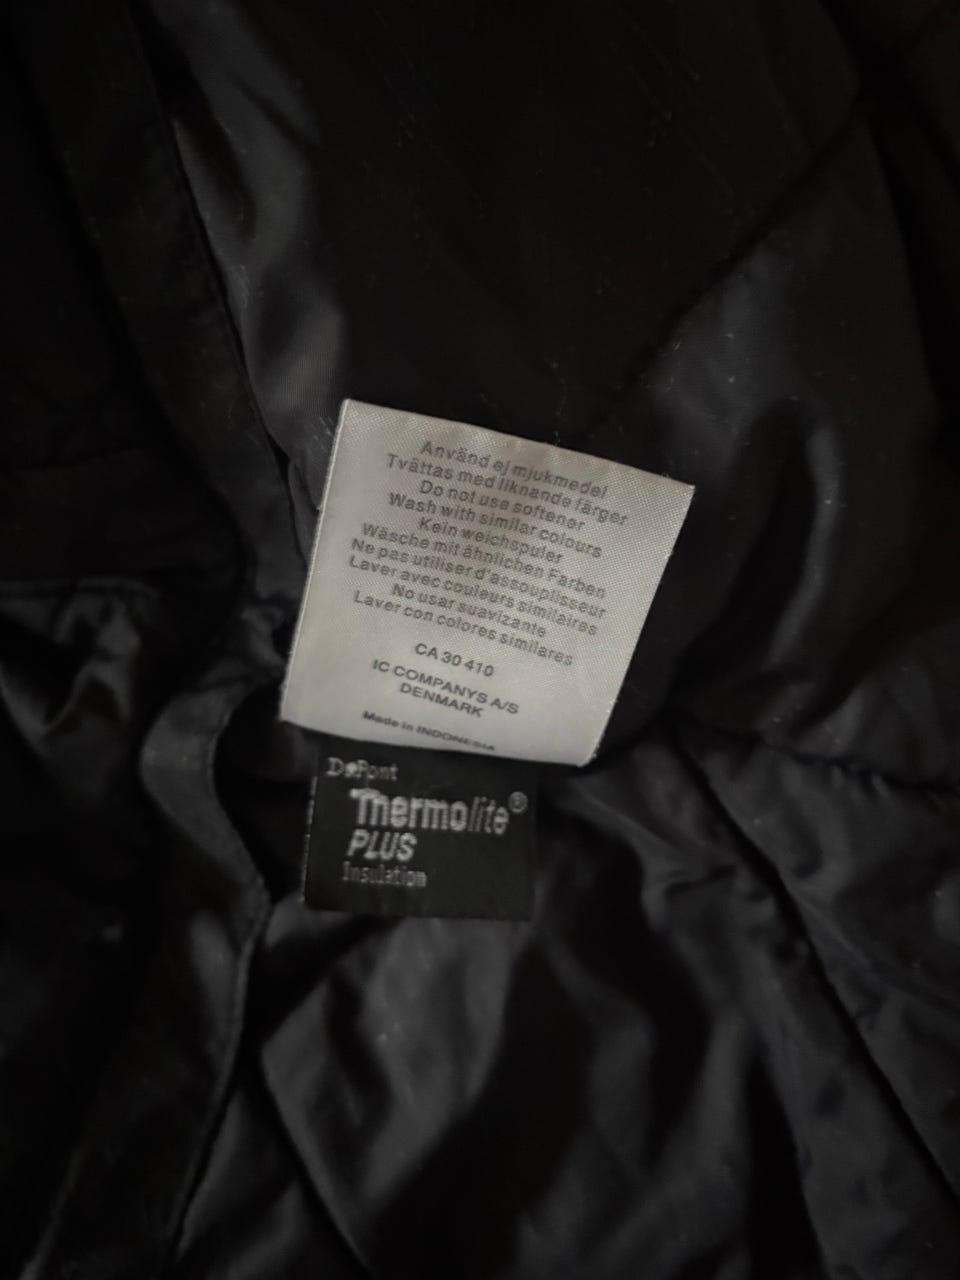 Använd ej mjukmedel
Tvättas med liknande färger
Do not use softener
Wash with similar colours
Kein weichspuler
Wäsche mit ähnlichen Farben
Ne pas utiliser d'assouplisseur
Laver avec couleurs similaires
No usar suavizante
Laver con colores similares
CA 30 410
IC COMPANYS A/S
DENMARK
Made in INDONESIA
DuPont
Thermolite®
PLUS
Insulation